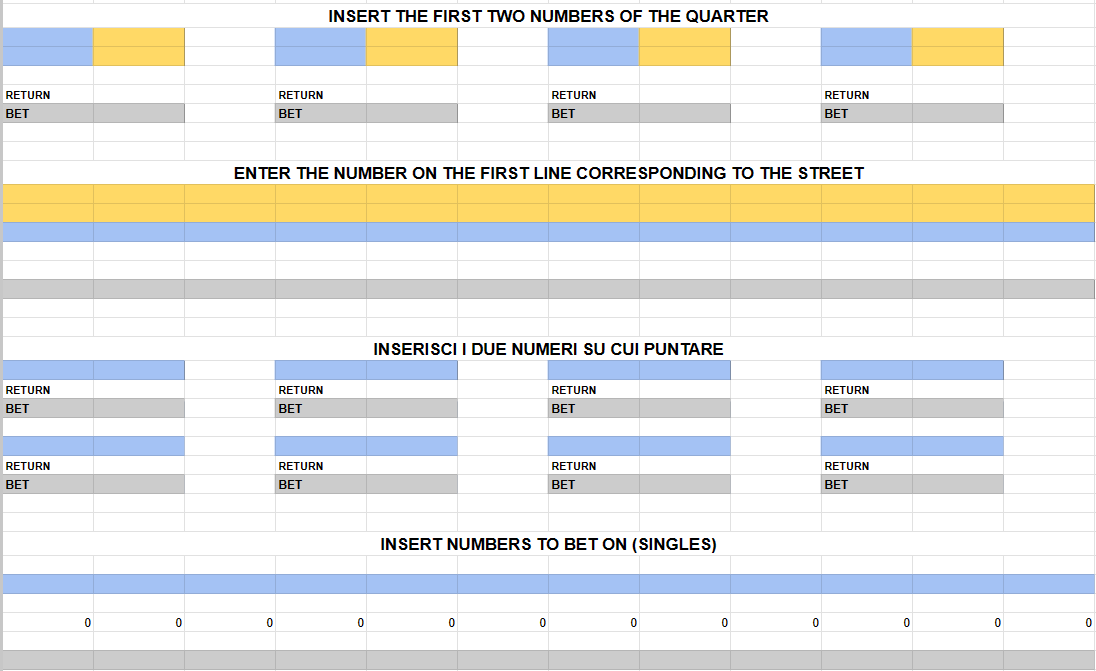 INSERT THE FIRST TWO NUMBERS OF THE QUARTER
RETURN RETURN RETURN RETURN
BET BET BET BET
ENTER THE NUMBER ON THE FIRST LINE CORRESPONDING TO THE STREET
INSERISCI I DUE NUMERI SU CUI PUNTARE
RETURN RETURN RETURN RETURN
BET BET BET BET
RETURN RETURN RETURN RETURN
BET BET BET BET
INSERT NUMBERS TO BET ON (SINGLES)
0 0 0 0 0 0 0 0 0 0 0 0